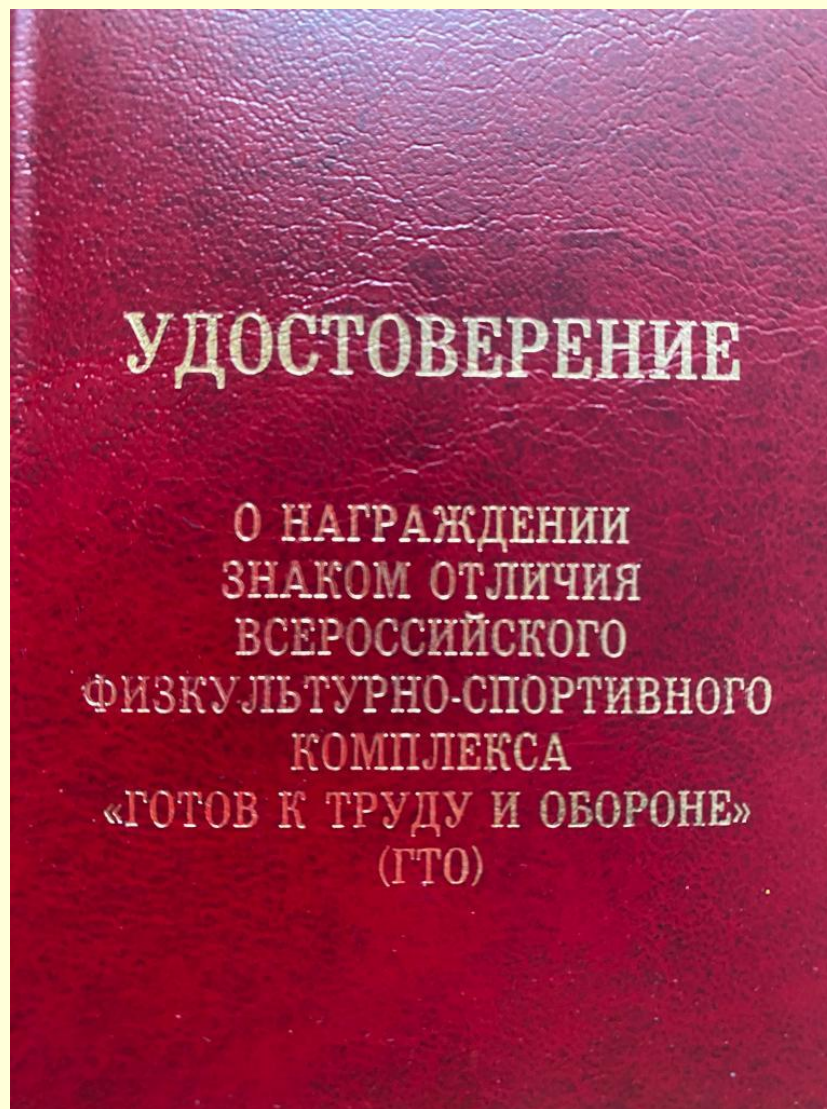 УДОСТОВЕРЕНИЕ
О НАГРАЖДЕНИИ
ЗНАКОМ ОТЛИЧИЯ
ВСЕРОССИЙСКОГО
ФИЗКУЛЬТУРНО-СПОРТИВНОГО
КОМПЛЕКСА
«ГОТОВ К ТРУДУ И ОБОРОНЕ»
(ГТО)